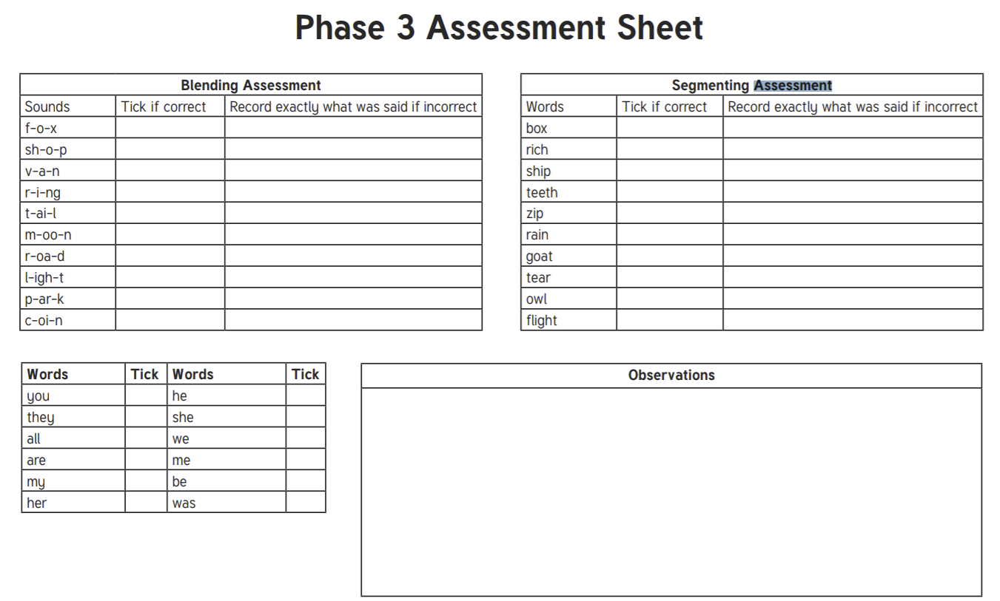 Phase 3 Assessment Sheet
Blending Assessment
Sounds Tick if correct Record exactly what was said if incorrect
f-o-x
sh-o-p
v-a-n
r-i-ng
t-ai-l
m-oo-n
r-oa-d
l-igh-t
p-ar-k
c-oi-n
Segmenting Assessment
Words Tick if correct Record exactly what was said if incorrect
box
rich
ship
teeth
zip
rain
goat
tear
owl
flight
Words Tick Words Tick
you he
they she
all we
are me
my be
her was
Observations